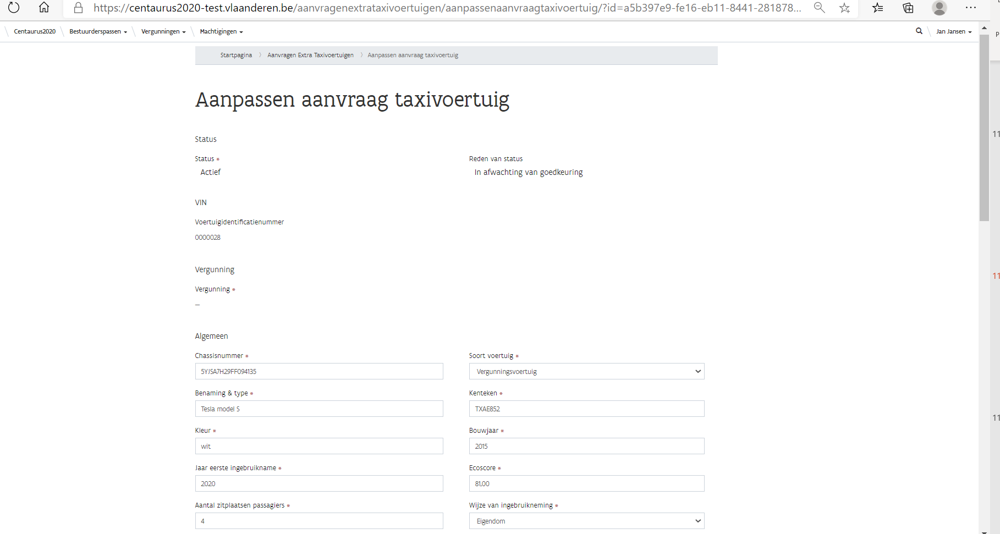 https://centaurus2020-test.vlaanderen.be/aanvragenextrataxivoertuigen/aanpassenaanvraagtaxivoertuig/?id=a5b397e9-fe16-eb11-8441-281878...
Centaurus2020 Bestuurderspassen Vergunningen Machtigingen Jan Jansen
P
Startpagina Aanvragen Extra Taxivoertuigen Aanpassen aanvraag taxivoertuig
Aanpassen aanvraag taxivoertuig
11
Status
Status * Reden van status
Actief In afwachting van goedkeuring
VIN
Voertuigidentificatienummer
0000028
Vergunning
11
Vergunning *
—
Algemeen
Chassisnummer * Soort voertuig *
5YJSA7H29FF094135 Vergunningsvoertuig
Benaming & type * Kenteken *
Tesla model S TXAE852
11
Kleur * Bouwjaar *
wit 2015
Jaar eerste ingebruikname * Ecoscore *
2020 81,00
Aantal zitplaatsen passagiers * Wijze van ingebruikneming *
4 Eigendom